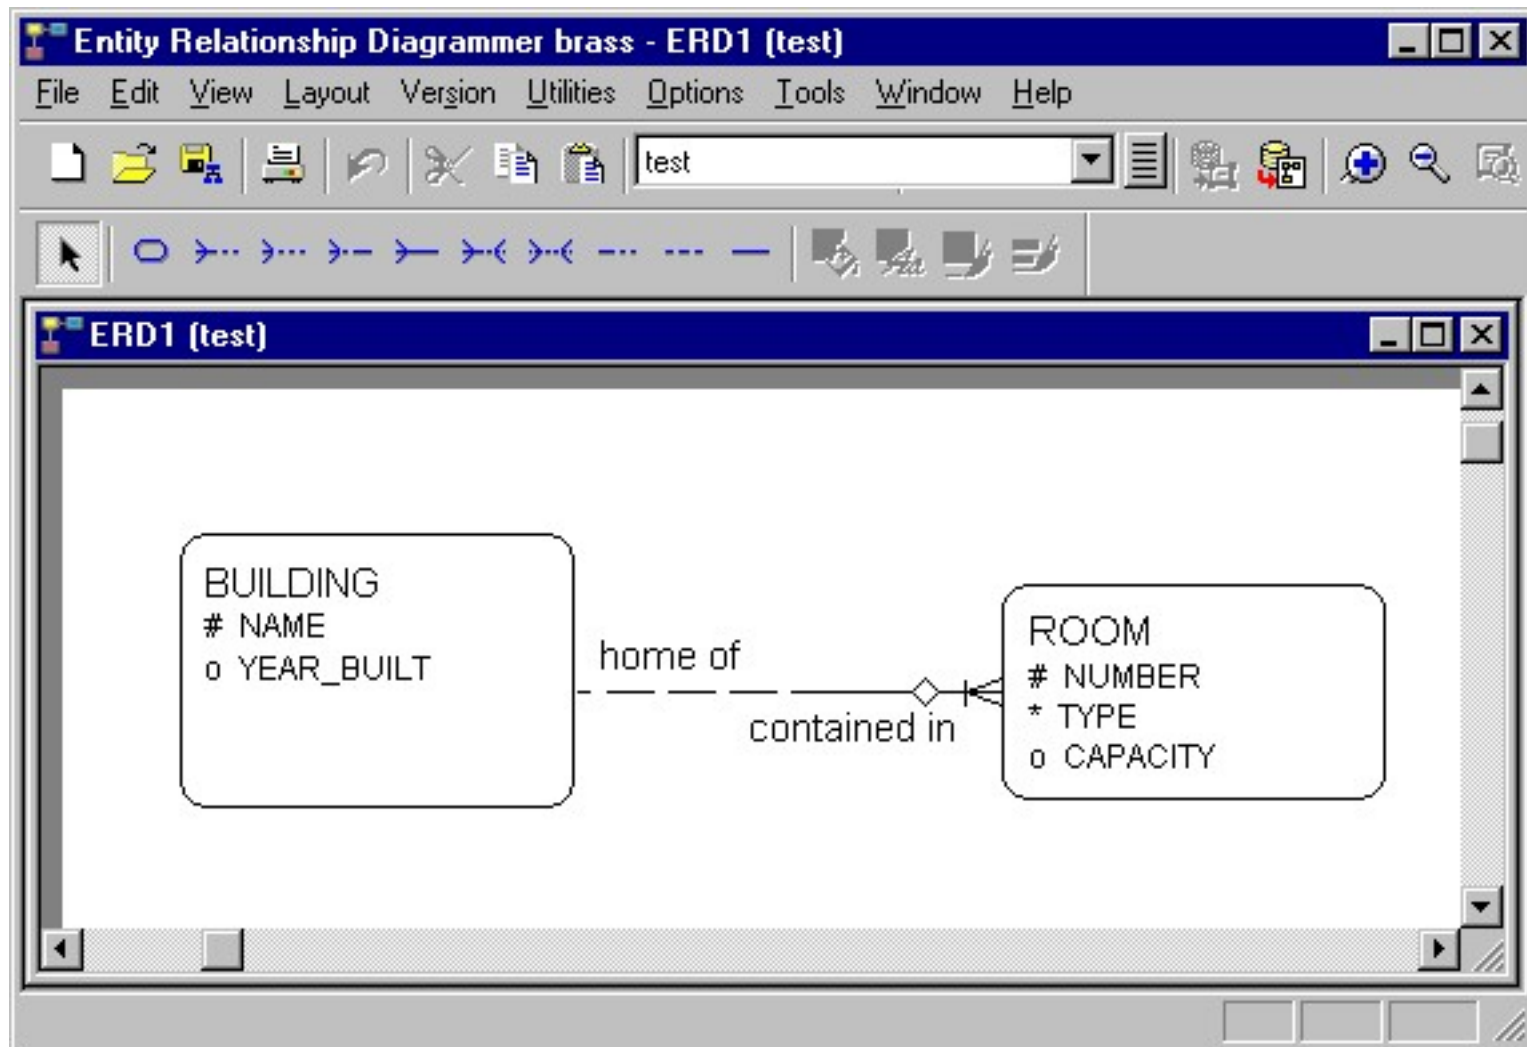 Entity Relationship Diagrammer brass - ERD1 (test)
File Edit View Layout Version Utilities Options Tools Window Help
test
ERD1 (test)
BUILDING
# NAME
o YEAR_BUILT
home of
contained in
ROOM
# NUMBER
* TYPE
o CAPACITY